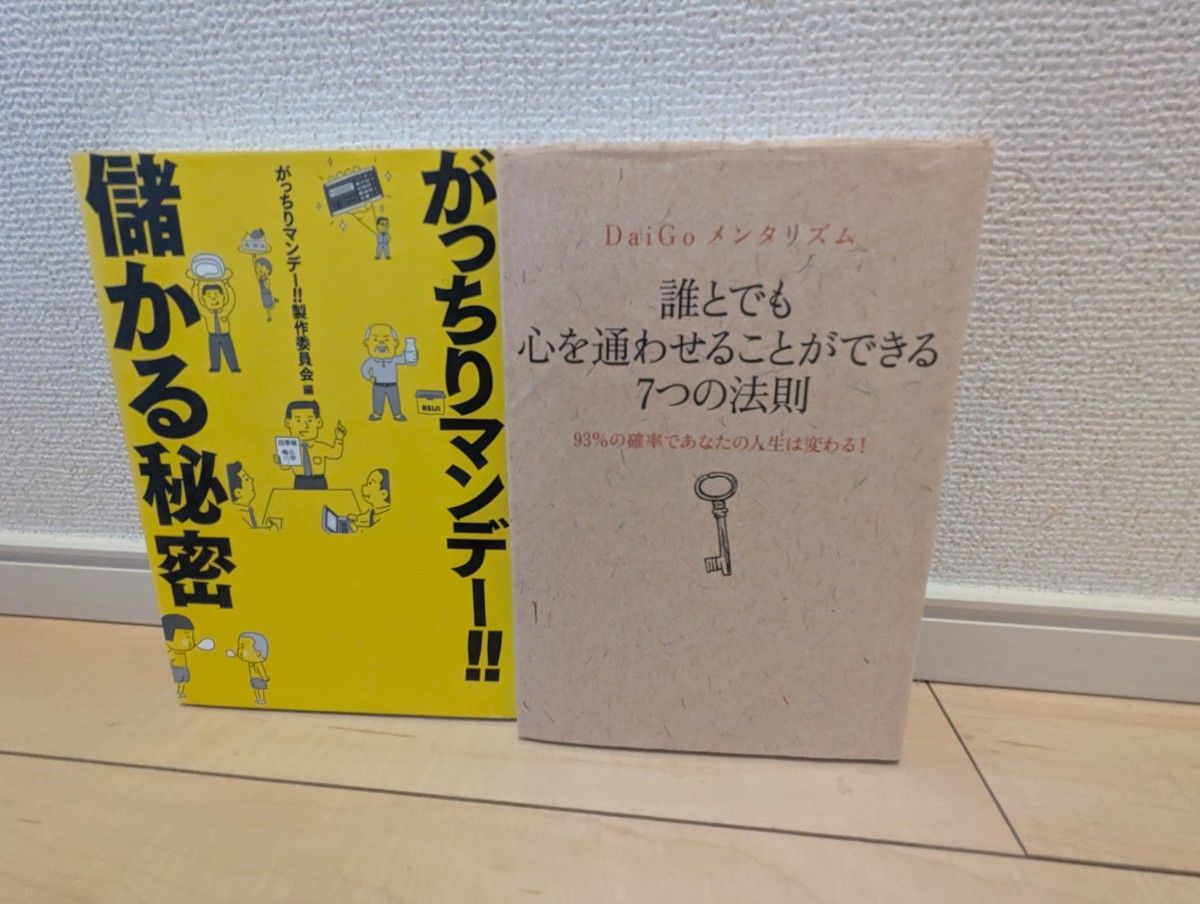 がっちりマンデー!!
儲かる秘密
がっちりマンデー!!製作委員会 編
MEIJI
DaiGo メンタリズム
誰とでも
心を通わせることができる
7つの法則
93%の確率であなたの人生は変わる!